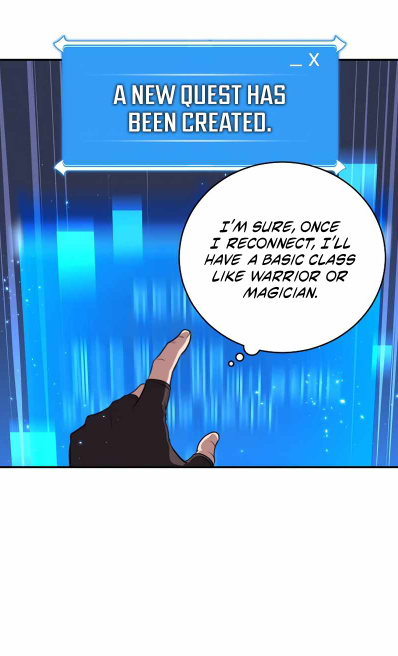 _ X
A NEW QUEST HAS
BEEN CREATED.
I'M SURE, ONCE
I RECONNECT, I'LL
HAVE A BASIC CLASS
LIKE WARRIOR OR
MAGICIAN.